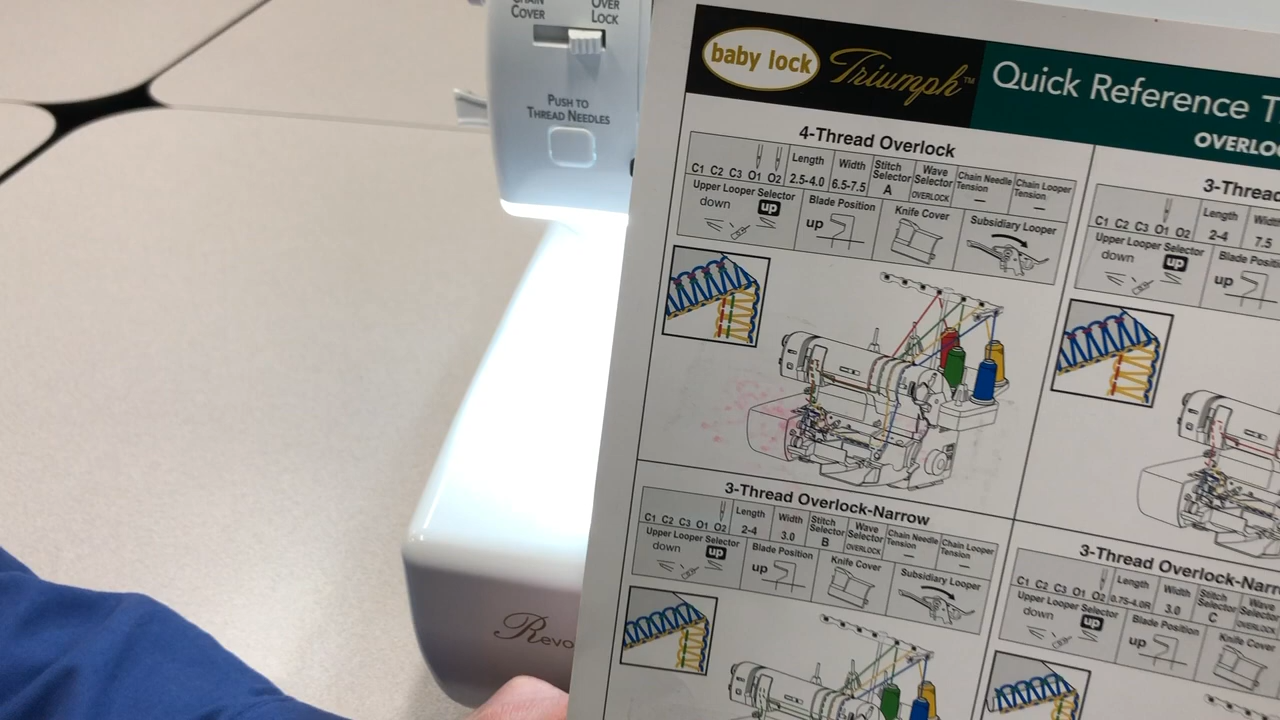 CHAIN COVER
OVER LOCK
PUSH TO
THREAD NEEDLES
baby lock
Triumph™
Quick Reference
OVERLOC
4-Thread Overlock
C1 C2 C3 O1 O2
Length 2.5-4.0
Width 6.5-7.5
Stitch Selector A
Wave Selector OVERLOCK
Chain Needle Tension —
Chain Looper Tension —
Upper Looper Selector
down up
Blade Position
up
Knife Cover
Subsidiary Looper
3-Thread
C1 C2 C3 O1 O2
Length 2-4
Width 7.5
Upper Looper Selector
down up
Blade Position
up
3-Thread Overlock-Narrow
C1 C2 C3 O1 O2
Length 2-4
Width 3.0
Stitch Selector B
Wave Selector OVERLOCK
Chain Needle Tension —
Chain Looper Tension —
Upper Looper Selector
down up
Blade Position
up
Knife Cover
Subsidiary Looper
3-Thread Overlock-Narr
C1 C2 C3 O1 O2
Length 0.75-4.0R
Width 3.0
Stitch Selector C
Wave Selector OVERLOCK
Upper Looper Selector
down up
Blade Position
up
Knife Cover
Revo